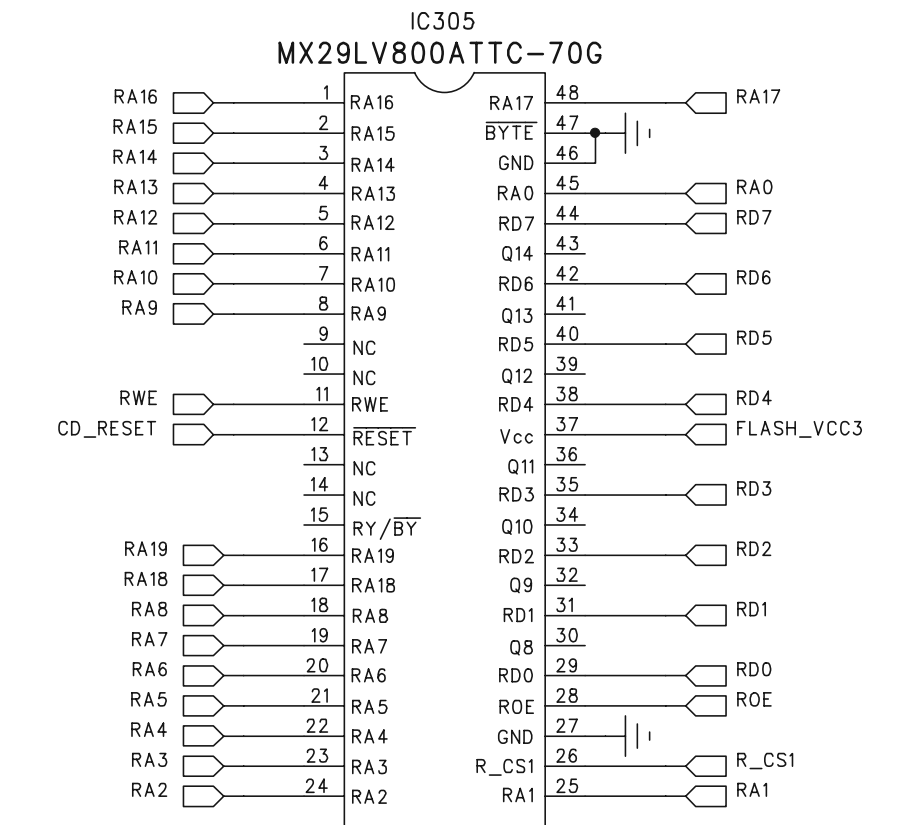 IC305
MX29LV800ATTC-70G
RA16 1 RA16 RA17 48 RA17
RA15 2 RA15 BYTE 47
RA14 3 RA14 GND 46
RA13 4 RA13 RA0 45 RA0
RA12 5 RA12 RD7 44 RD7
RA11 6 RA11 Q14 43
RA10 7 RA10 RD6 42 RD6
RA9 8 RA9 Q13 41
9 NC RD5 40 RD5
10 NC Q12 39
RWE 11 RWE RD4 38 RD4
CD_RESET 12 RESET Vcc 37 FLASH_VCC3
13 NC Q11 36
14 NC RD3 35 RD3
15 RY/BY Q10 34
RA19 16 RA19 RD2 33 RD2
RA18 17 RA18 Q9 32
RA8 18 RA8 RD1 31 RD1
RA7 19 RA7 Q8 30
RA6 20 RA6 RD0 29 RD0
RA5 21 RA5 ROE 28 ROE
RA4 22 RA4 GND 27
RA3 23 RA3 R_CS1 26 R_CS1
RA2 24 RA2 RA1 25 RA1